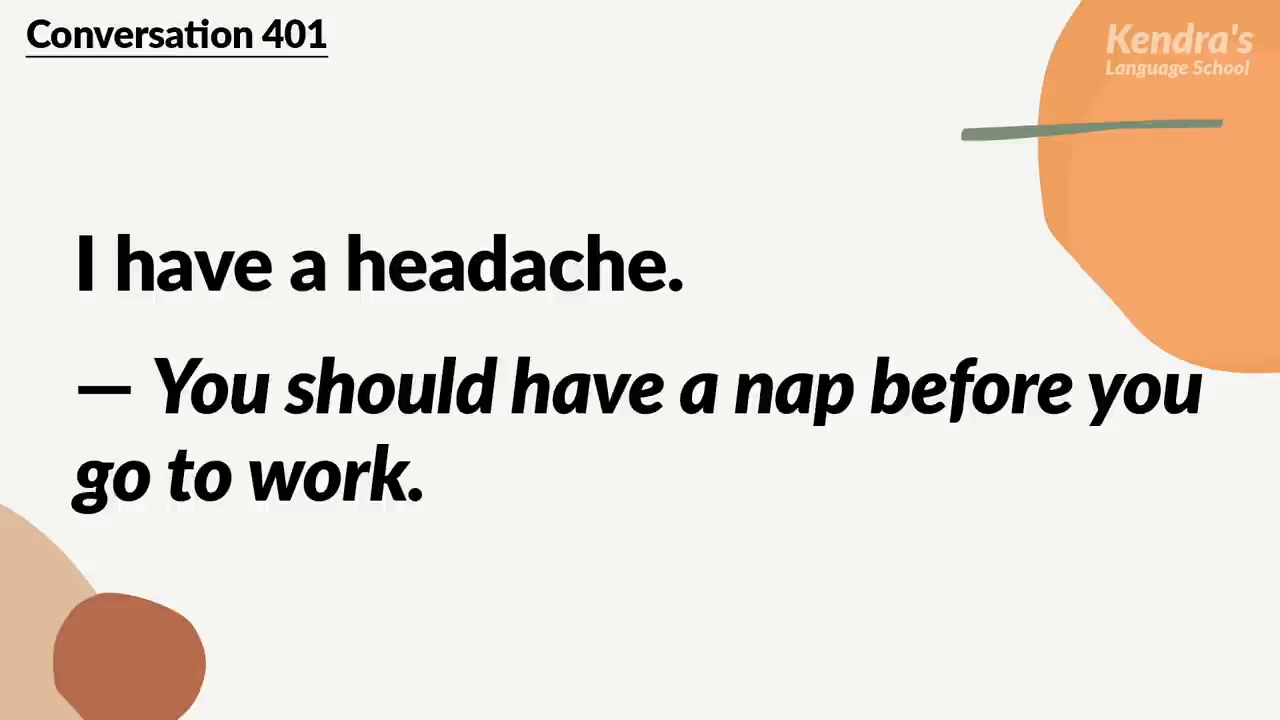 Conversation 401
Kendra's
Language School
I have a headache.
— You should have a nap before you
go to work.